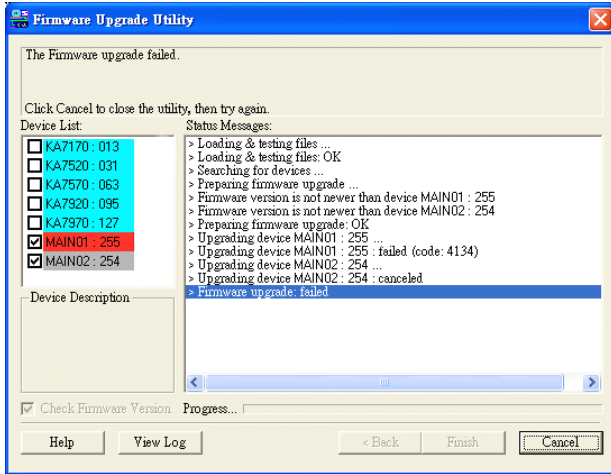 Firmware Upgrade Utility
The Firmware upgrade failed.
Click Cancel to close the utility, then try again.
Device List:
KA7170 : 013
KA7520 : 031
KA7570 : 063
KA7920 : 095
KA7970 : 127
MAIN01 : 255
MAIN02 : 254
Device Description
Status Messages:
> Loading & testing files ...
> Loading & testing files: OK
> Searching for devices ...
> Preparing firmware upgrade ...
> Firmware version is not newer than device MAIN01 : 255
> Firmware version is not newer than device MAIN02 : 254
> Preparing firmware upgrade: OK
> Upgrading device MAIN01 : 255 ...
> Upgrading device MAIN01 : 255 : failed (code: 4134)
> Upgrading device MAIN02 : 254 ...
> Upgrading device MAIN02 : 254 : canceled
> Firmware upgrade: failed
Check Firmware Version
Progress...
Help
View Log
< Back
Finish
Cancel